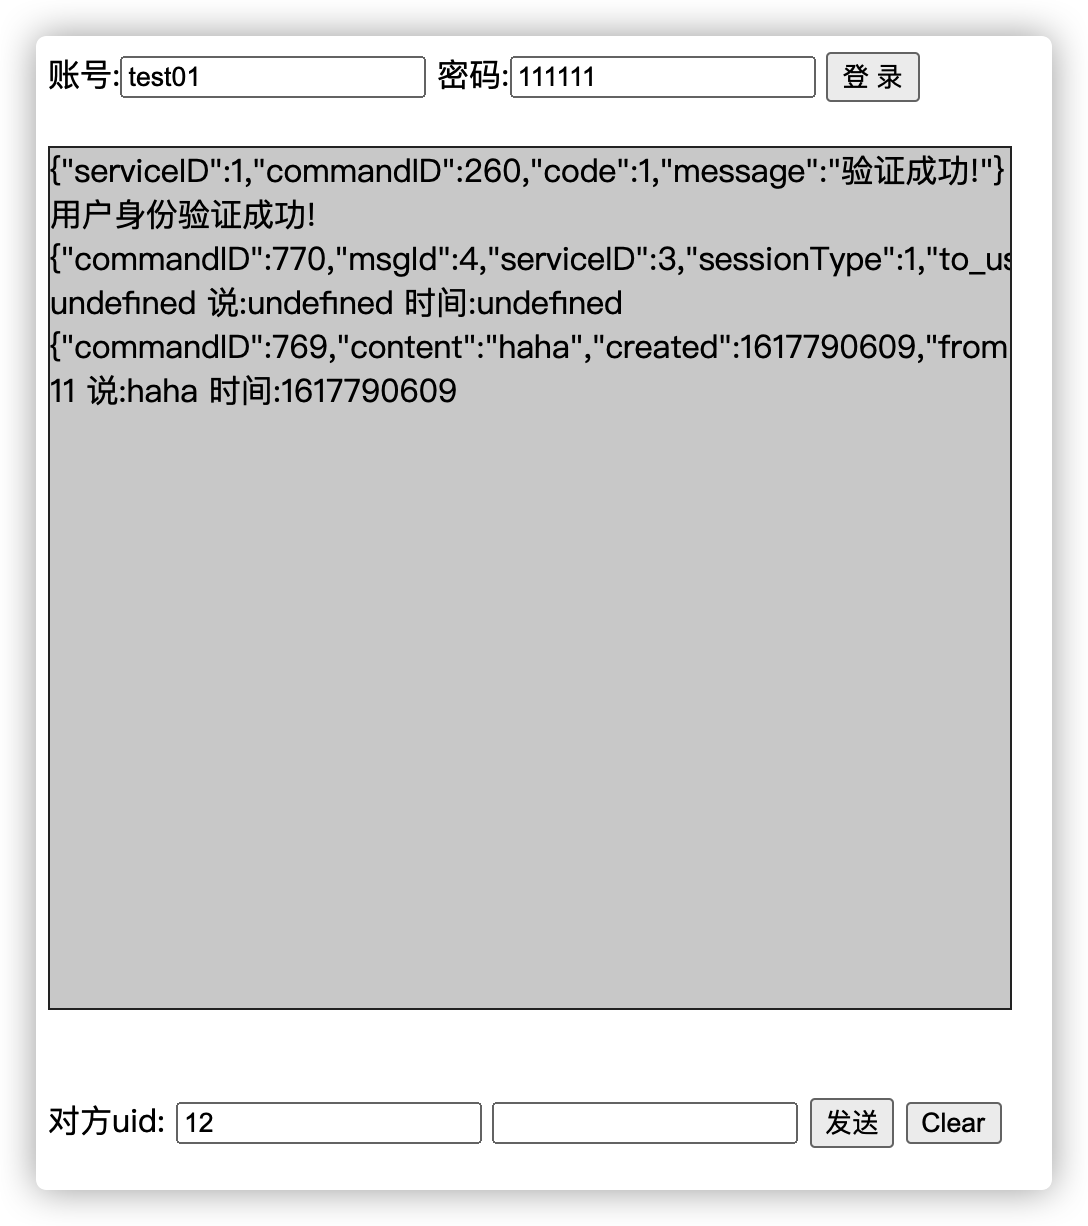 账号: test01 密码: 111111 登 录
{"serviceID":1,"commandID":260,"code":1,"message":"验证成功!"}
用户身份验证成功!
{"commandID":770,"msgId":4,"serviceID":3,"sessionType":1,"to_us
undefined 说:undefined 时间:undefined
{"commandID":769,"content":"haha","created":1617790609,"from
11 说:haha 时间:1617790609
对方uid: 12 发送 Clear